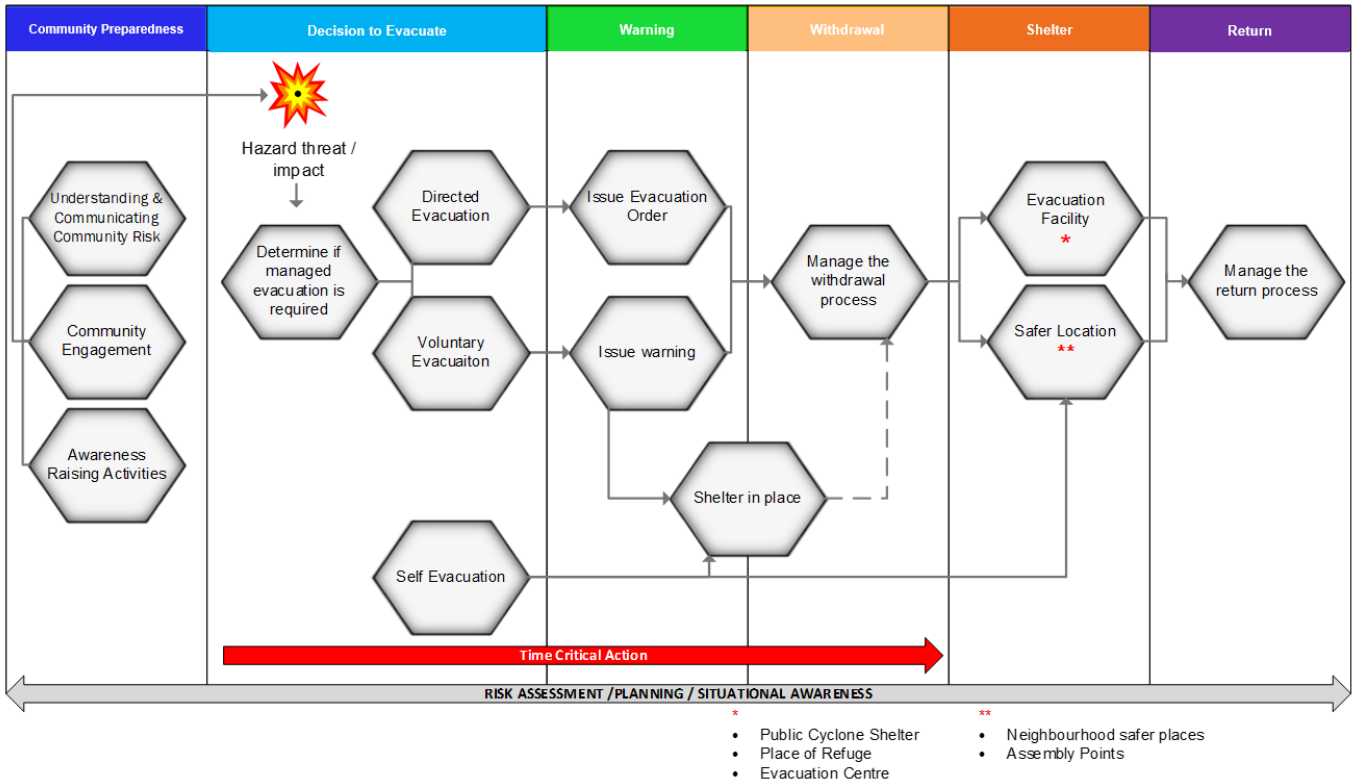 Community Preparedness
Decision to Evacuate
Warning
Withdrawal
Shelter
Return
Hazard threat /
impact
Understanding &
Communicating
Community Risk
Community
Engagement
Awareness
Raising Activities
Determine if
managed
evacuation is
required
Directed
Evacuation
Voluntary
Evacuaiton
Self Evacuation
Issue Evacuation
Order
Issue warning
Shelter in place
Manage the
withdrawal
process
Evacuation
Facility
*
Safer Location
**
Manage the
return process
Time Critical Action
RISK ASSESSMENT /PLANNING / SITUATIONAL AWARENESS
*
• Public Cyclone Shelter
• Place of Refuge
• Evacuation Centre
**
• Neighbourhood safer places
• Assembly Points